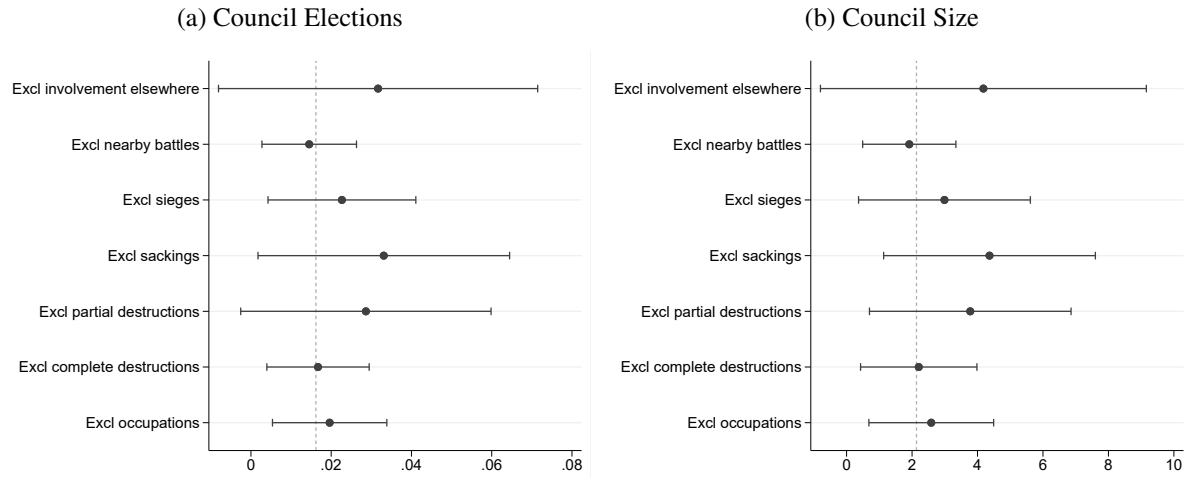 (a) Council Elections
Excl involvement elsewhere
Excl nearby battles
Excl sieges
Excl sackings
Excl partial destructions
Excl complete destructions
Excl occupations
0 .02 .04 .06 .08
(b) Council Size
Excl involvement elsewhere
Excl nearby battles
Excl sieges
Excl sackings
Excl partial destructions
Excl complete destructions
Excl occupations
0 2 4 6 8 10